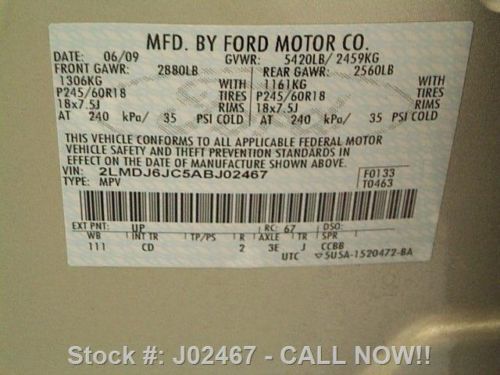 MFD. BY FORD MOTOR CO.
DATE: 06/09 GVWR: 5420LB/ 2459KG
FRONT GAWR: 2880LB REAR GAWR: 2560LB
1306KG WITH 1161KG WITH
P245/60R18 TIRES P245/60R18 TIRES
18x7.5J RIMS 18x7.5J RIMS
AT 240 kPa/ 35 PSI COLD AT 240 kPa/ 35 PSI COLD
THIS VEHICLE CONFORMS TO ALL APPLICABLE FEDERAL MOTOR
VEHICLE SAFETY AND THEFT PREVENTION STANDARDS IN
EFFECT ON THE DATE OF MANUFACTURE SHOWN ABOVE.
VIN: 2LMDJ6JC5ABJ02467 F0133
TYPE: MPV T0463
EXT PNT: UP RC: 67 DSO:
WB INT TR TP/PS R AXLE TR SPR
111 CD 2 3E J CCBB
UTC 5U5A-1520472-BA
Stock #: J02467 - CALL NOW!!